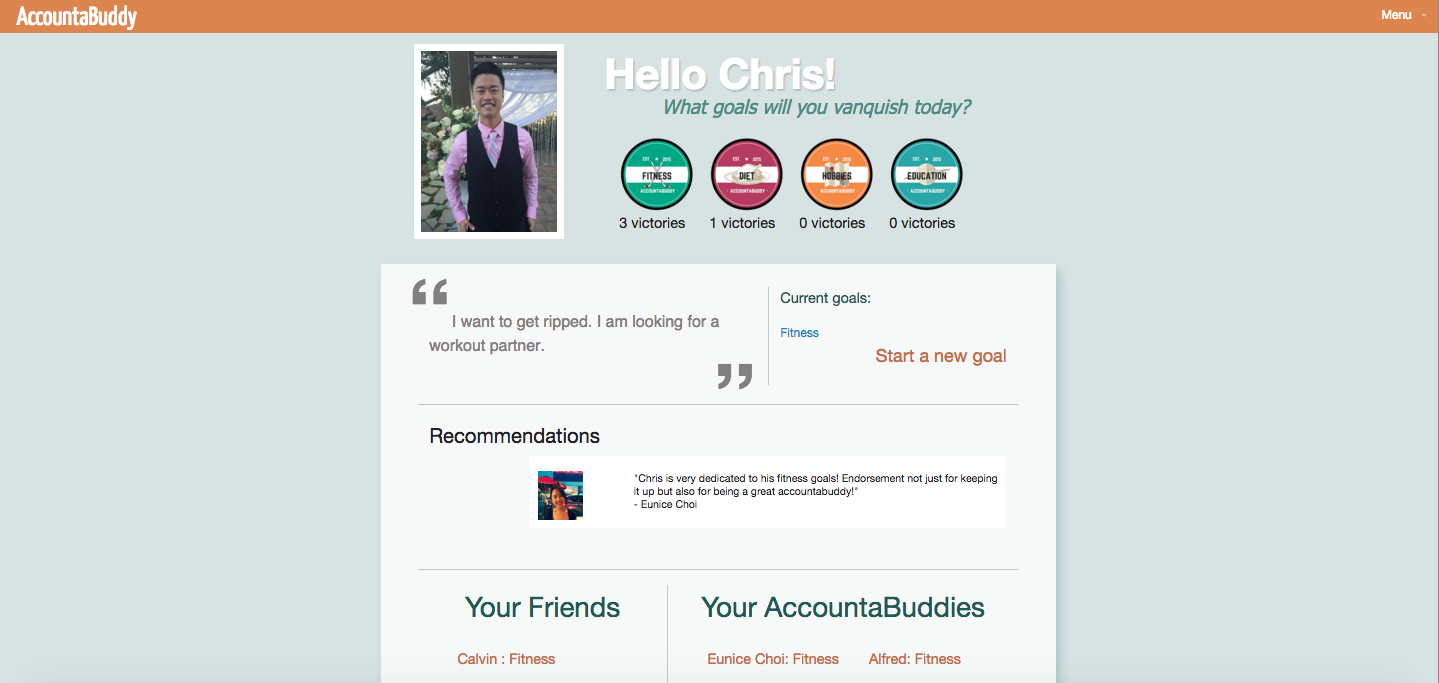 AccountaBuddy
Menu
Hello Chris!
What goals will you vanquish today?
EST. ★ 2015
FITNESS
ACCOUNTABUDDY
EST. ★ 2015
DIET
ACCOUNTABUDDY
EST. ★ 2015
HOBBIES
ACCOUNTABUDDY
EST. ★ 2015
EDUCATION
ACCOUNTABUDDY
3 victories
1 victories
0 victories
0 victories
“
I want to get ripped. I am looking for a
workout partner.
”
Current goals:
Fitness
Start a new goal
Recommendations
"Chris is very dedicated to his fitness goals! Endorsement not just for keeping
it up but also for being a great accountabuddy!"
- Eunice Choi
Your Friends
Calvin : Fitness
Your AccountaBuddies
Eunice Choi: Fitness
Alfred: Fitness